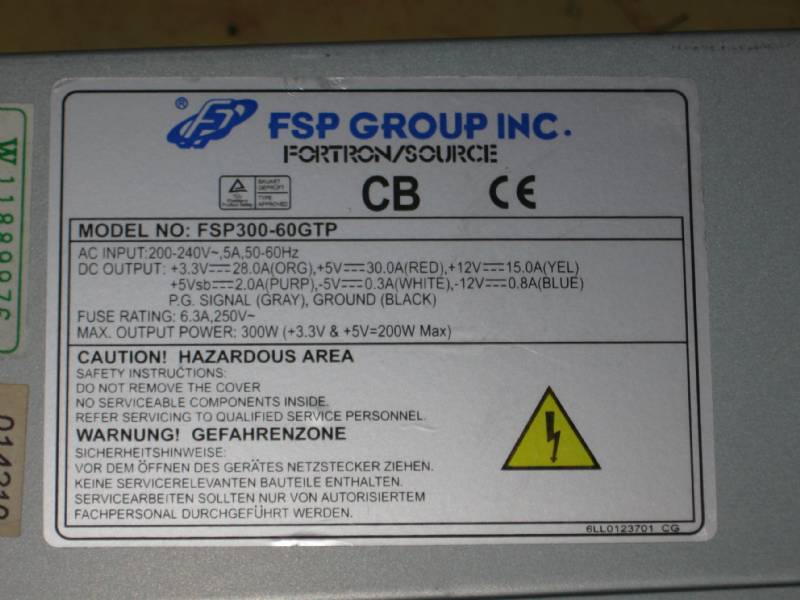 ® FSP GROUP INC.
FORTRON/SOURCE
BAUART GEPRÜFT
TYPE APPROVED
CB CE
MODEL NO: FSP300-60GTP
AC INPUT:200-240V~,5A,50-60Hz
DC OUTPUT: +3.3V⎓28.0A(ORG),+5V⎓30.0A(RED),+12V⎓15.0A(YEL)
+5Vsb⎓2.0A(PURP),-5V⎓0.3A(WHITE),-12V⎓0.8A(BLUE)
P.G. SIGNAL (GRAY), GROUND (BLACK)
FUSE RATING: 6.3A,250V~
MAX. OUTPUT POWER: 300W (+3.3V & +5V=200W Max)
CAUTION! HAZARDOUS AREA
SAFETY INSTRUCTIONS:
DO NOT REMOVE THE COVER
NO SERVICEABLE COMPONENTS INSIDE.
REFER SERVICING TO QUALIFIED SERVICE PERSONNEL.
WARNUNG! GEFAHRENZONE
SICHERHEITSHINWEISE:
VOR DEM ÖFFNEN DES GERÄTES NETZSTECKER ZIEHEN.
KEINE SERVICERELEVANTEN BAUTEILE ENTHALTEN.
SERVICEARBEITEN SOLLTEN NUR VON AUTORISIERTEM
FACHPERSONAL DURCHGEFÜHRT WERDEN.
6LL0123701 CG